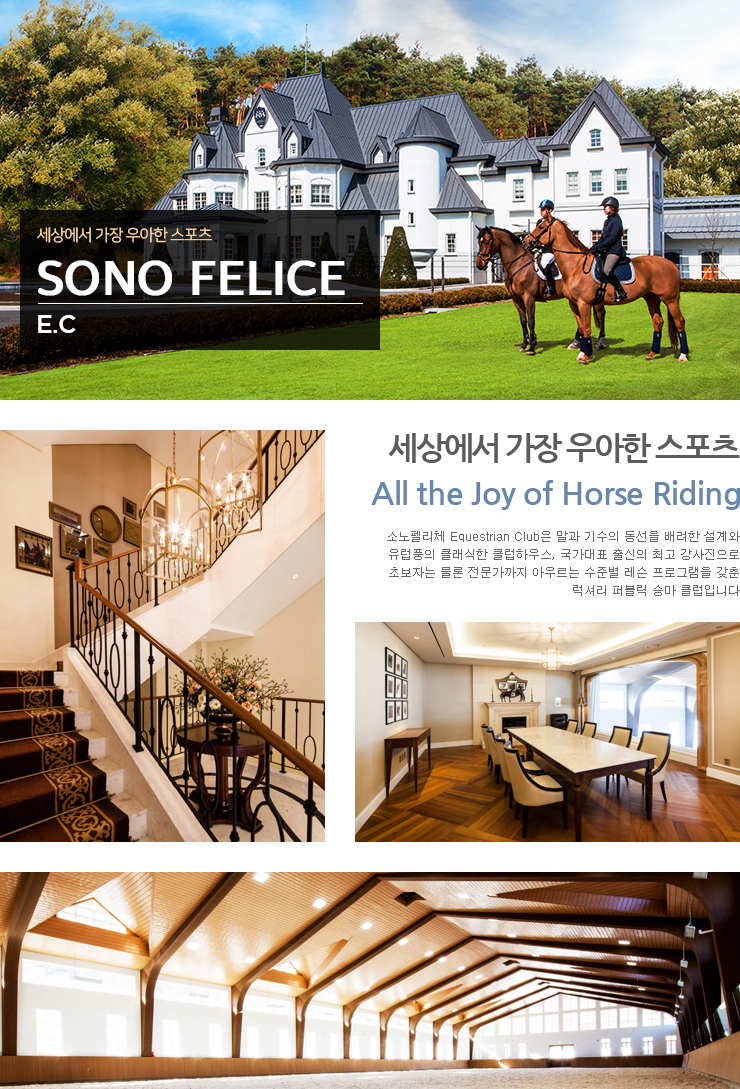 세상에서 가장 우아한 스포츠
SONO FELICE
E.C
세상에서 가장 우아한 스포츠
All the Joy of Horse Riding
소노펠리체 Equestrian Club은 말과 기수의 동선을 배려한 설계와
유럽풍의 클래식한 클럽하우스, 국가대표 출신의 최고 강사진으로
초보자는 물론 전문가까지 아우르는 수준별 레슨 프로그램을 갖춘
럭셔리 퍼블릭 승마 클럽입니다